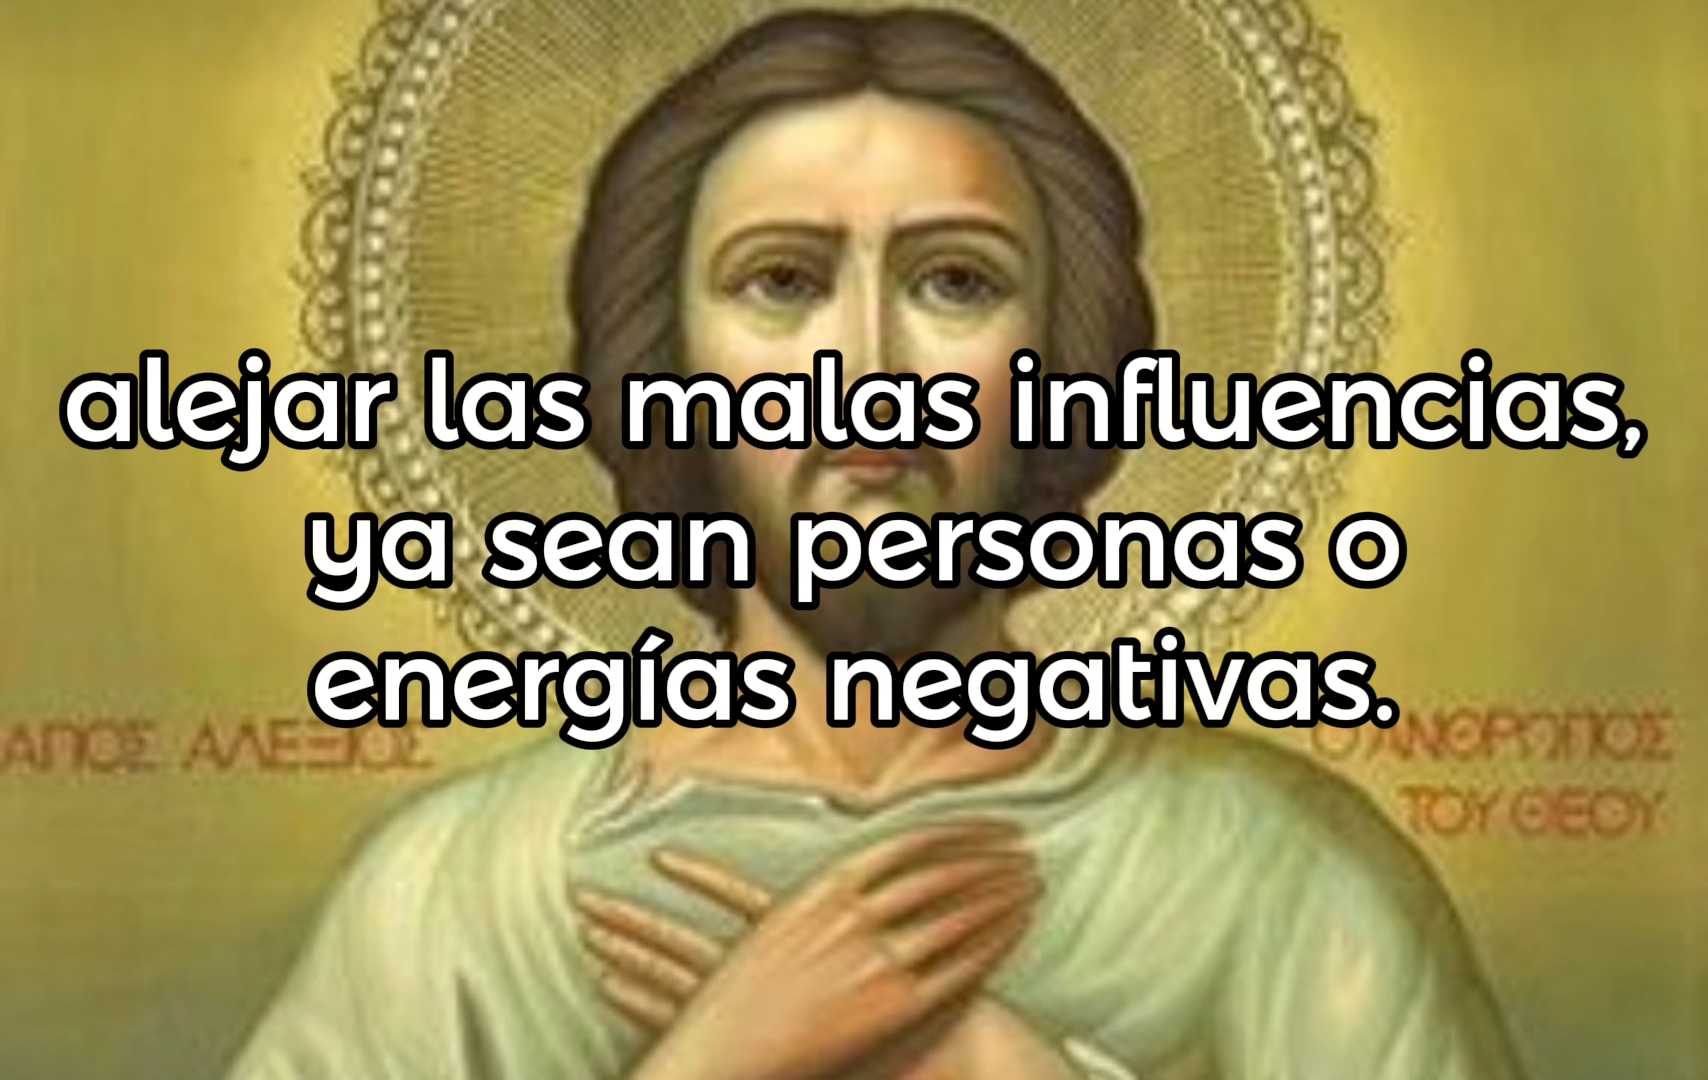 alejar las malas influencias,
ya sean personas o
energías negativas.
ΑΓΙΟΣ ΑΛΕΞΙΟΣ
Ο ΑΝΘΡΩΠΟΣ
ΤΟΥ ΘΕΟΥ